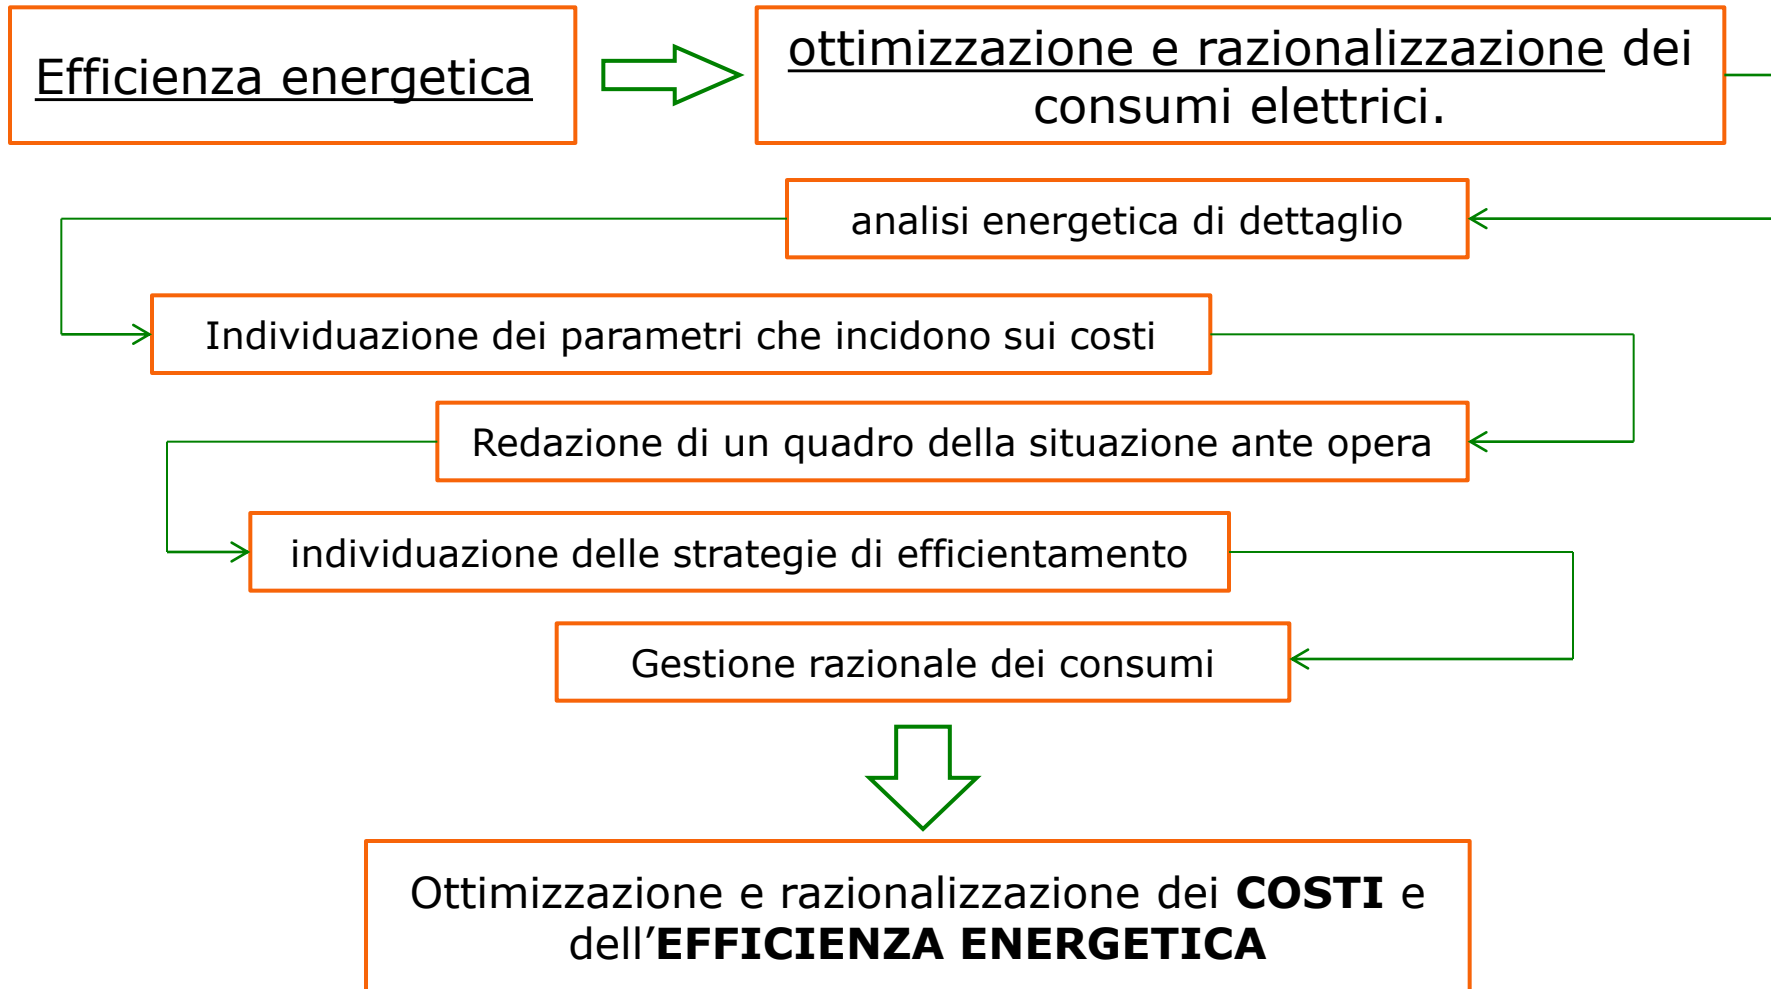 Efficienza energetica
ottimizzazione e razionalizzazione dei
consumi elettrici.
analisi energetica di dettaglio
Individuazione dei parametri che incidono sui costi
Redazione di un quadro della situazione ante opera
individuazione delle strategie di efficientamento
Gestione razionale dei consumi
Ottimizzazione e razionalizzazione dei COSTI e
dell’EFFICIENZA ENERGETICA